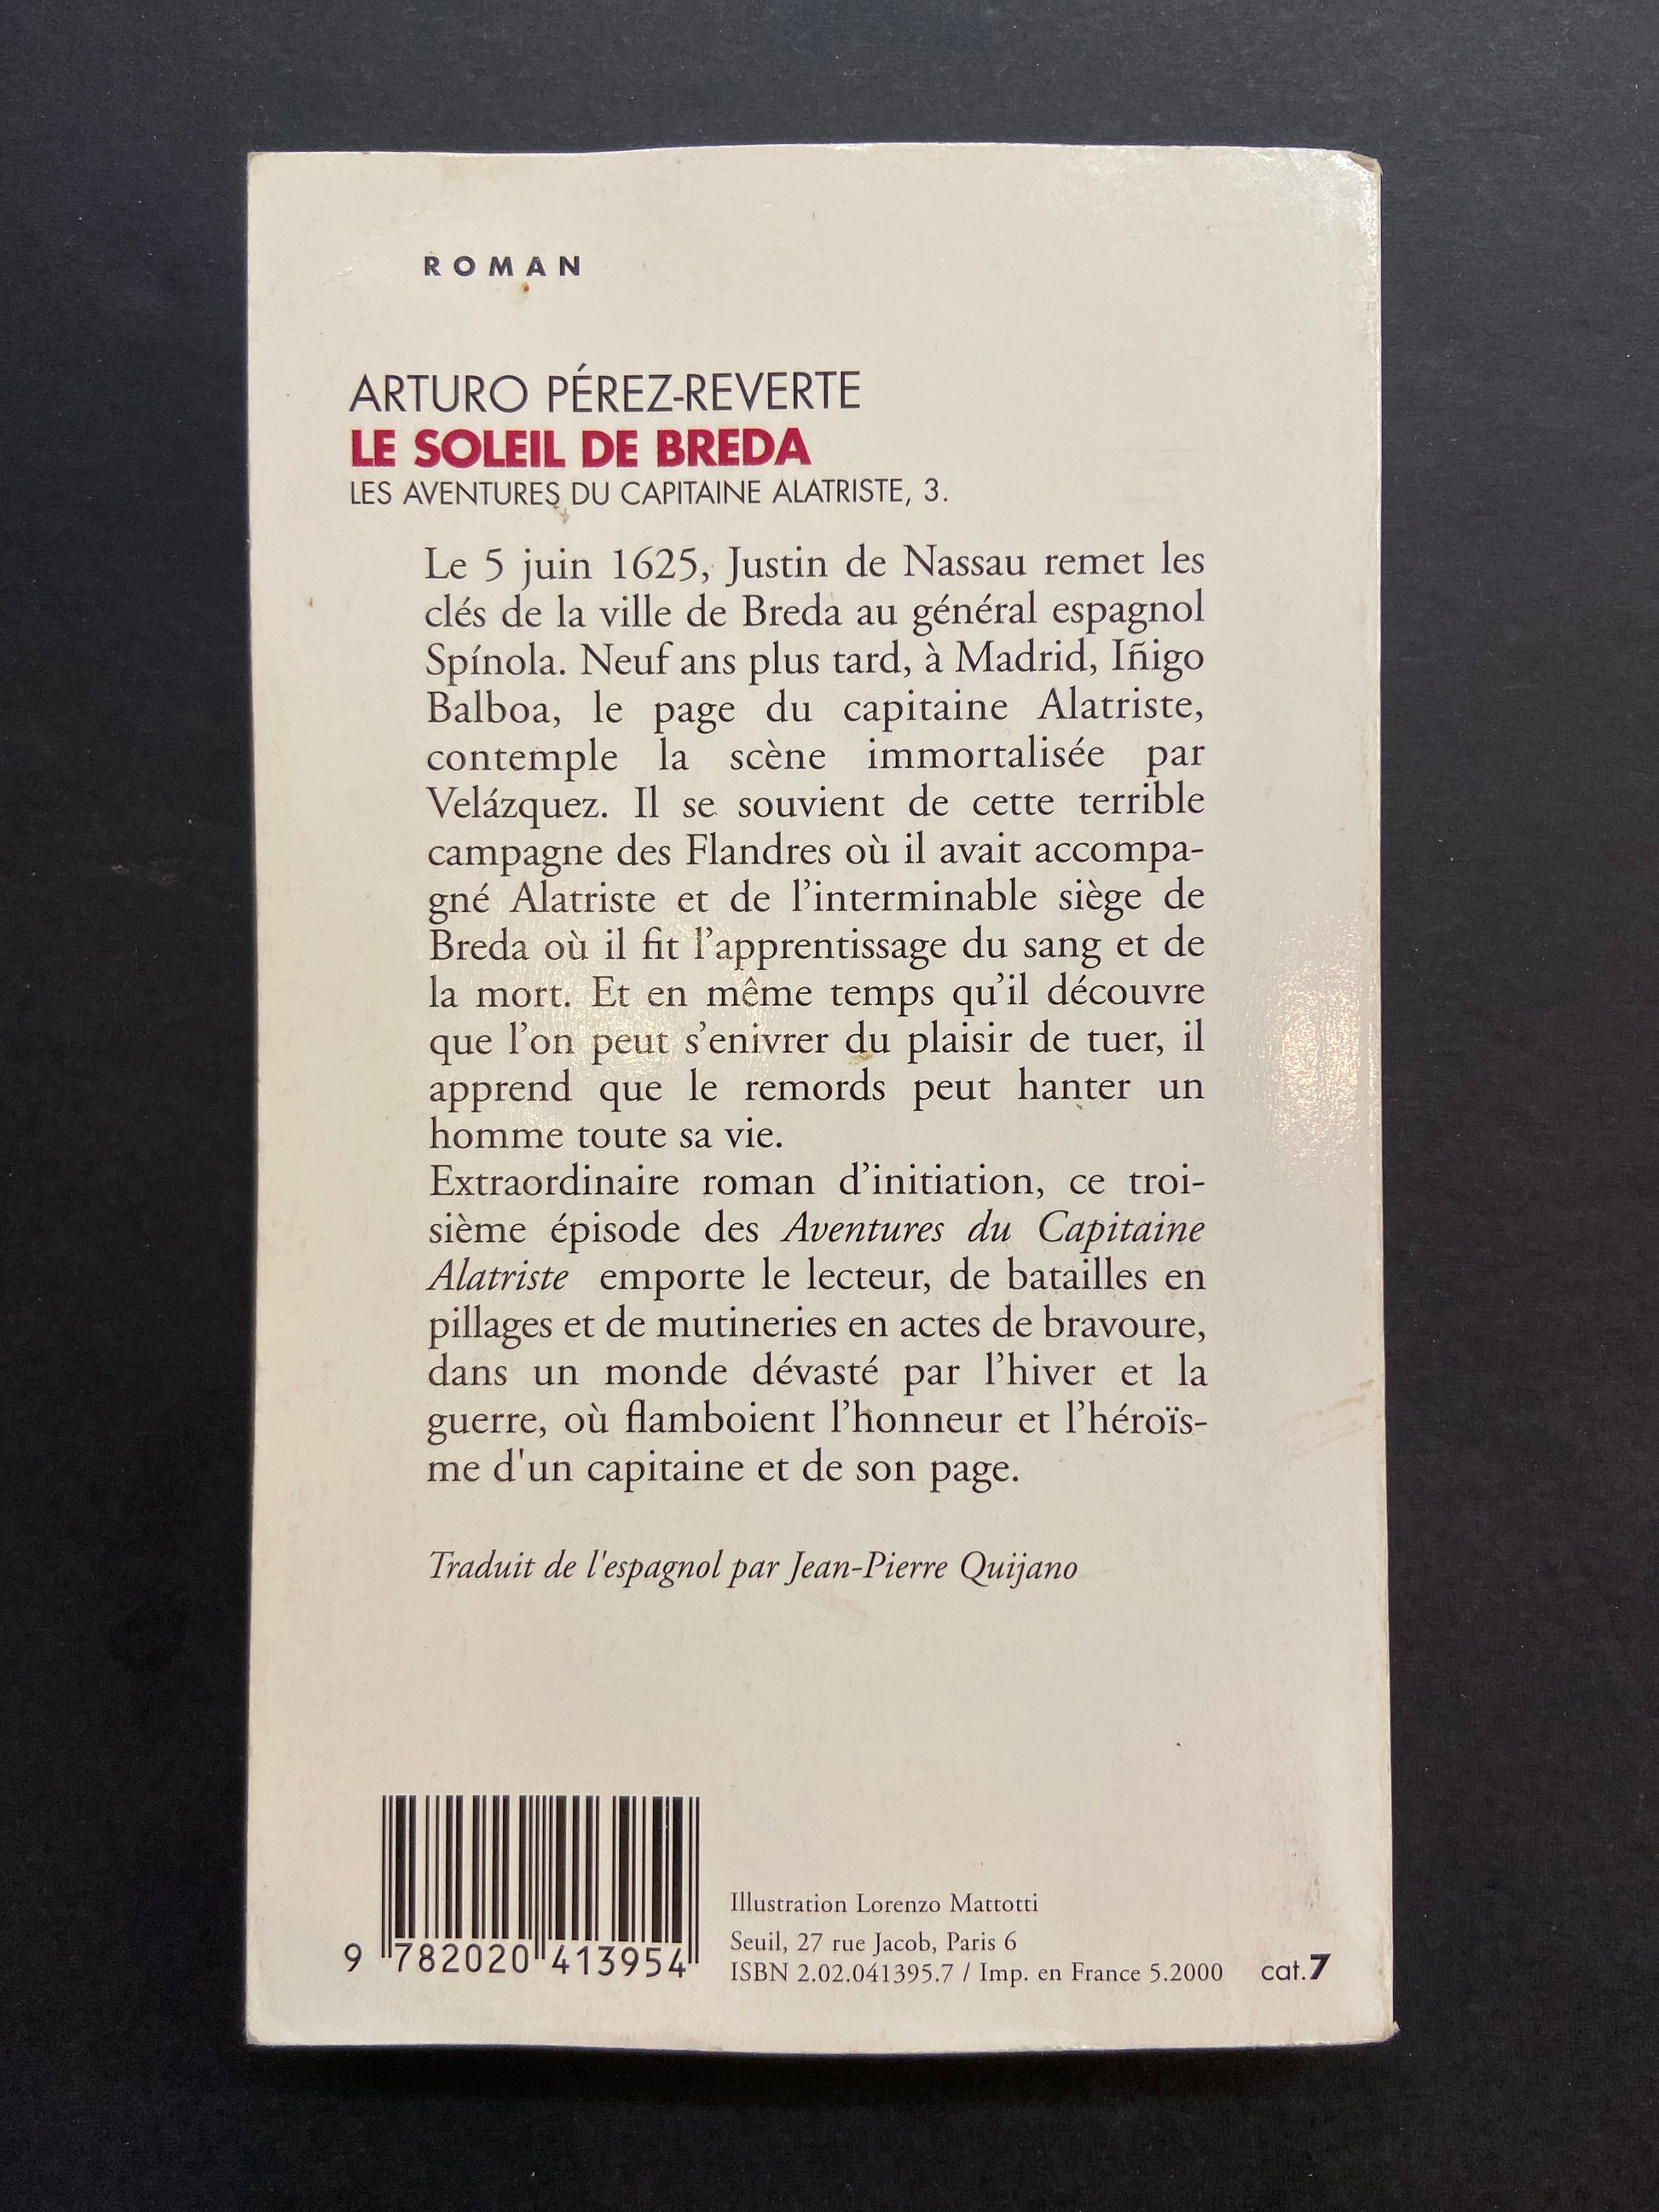 ROMAN
ARTURO PÉREZ-REVERTE
LE SOLEIL DE BREDA
LES AVENTURES DU CAPITAINE ALATRISTE, 3.
Le 5 juin 1625, Justin de Nassau remet les
clés de la ville de Breda au général espagnol
Spínola. Neuf ans plus tard, à Madrid, Iñigo
Balboa, le page du capitaine Alatriste,
contemple la scène immortalisée par
Velázquez. Il se souvient de cette terrible
campagne des Flandres où il avait accompa-
gné Alatriste et de l’interminable siège de
Breda où il fit l’apprentissage du sang et de
la mort. Et en même temps qu’il découvre
que l’on peut s’enivrer du plaisir de tuer, il
apprend que le remords peut hanter un
homme toute sa vie.
Extraordinaire roman d’initiation, ce troi-
sième épisode des Aventures du Capitaine
Alatriste emporte le lecteur, de batailles en
pillages et de mutineries en actes de bravoure,
dans un monde dévasté par l’hiver et la
guerre, où flamboient l’honneur et l’héroïs-
me d'un capitaine et de son page.
Traduit de l'espagnol par Jean-Pierre Quijano
Illustration Lorenzo Mattotti
Seuil, 27 rue Jacob, Paris 6
ISBN 2.02.041395.7 / Imp. en France 5.2000
cat.7
9 782020 413954